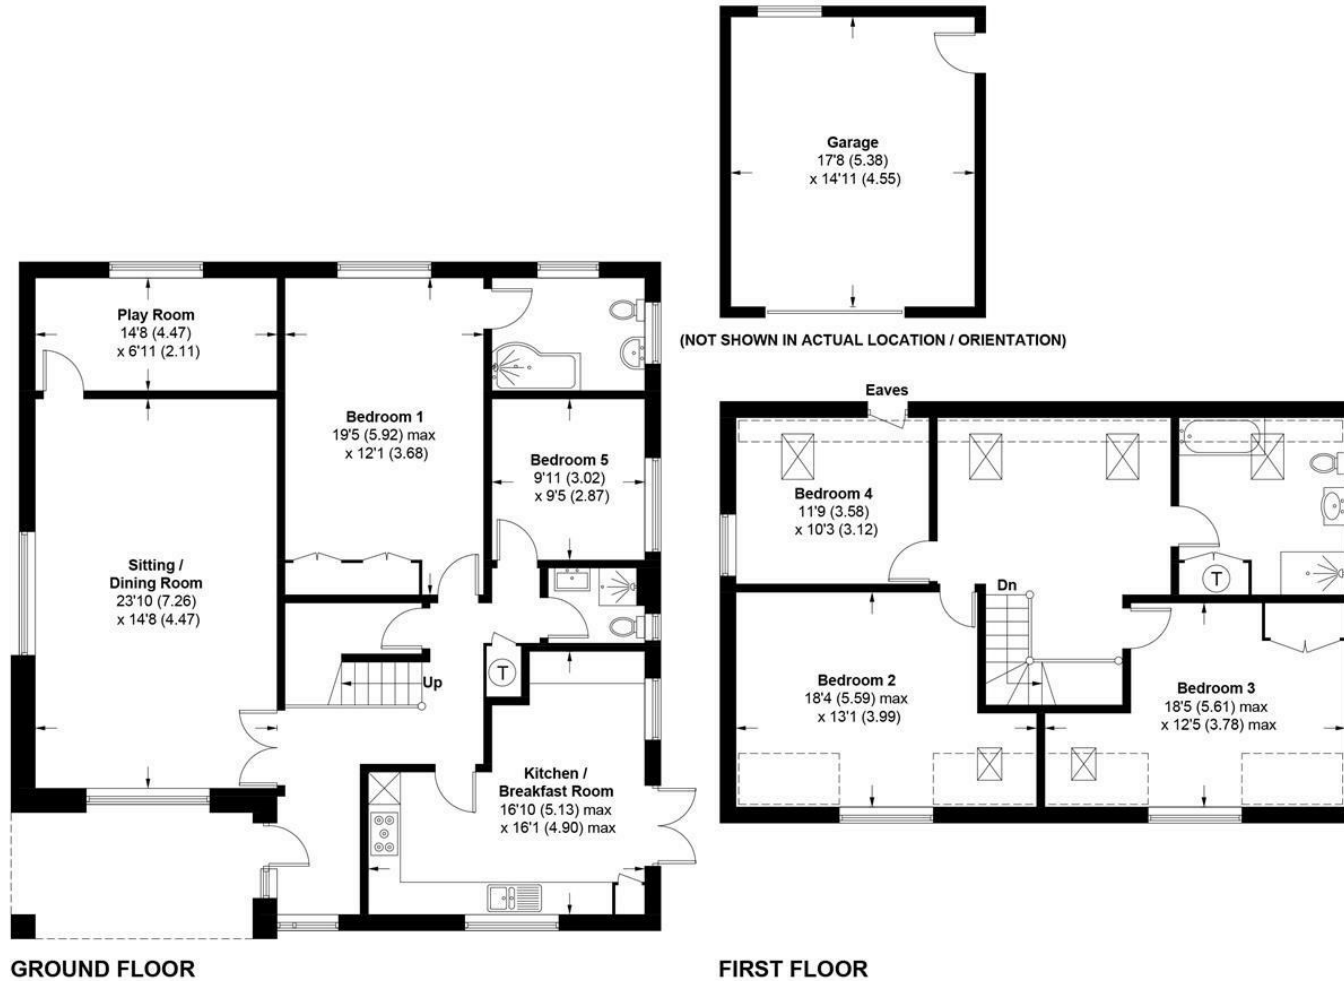 Garage
17'8 (5.38)
x 14'11 (4.55)
(NOT SHOWN IN ACTUAL LOCATION / ORIENTATION)
Play Room
14'8 (4.47)
x 6'11 (2.11)
Bedroom 1
19'5 (5.92) max
x 12'1 (3.68)
Bedroom 5
9'11 (3.02)
x 9'5 (2.87)
Sitting /
Dining Room
23'10 (7.26)
x 14'8 (4.47)
Up
T
Kitchen /
Breakfast Room
16'10 (5.13) max
x 16'1 (4.90) max
GROUND FLOOR
Eaves
Bedroom 4
11'9 (3.58)
x 10'3 (3.12)
T
Dn
Bedroom 2
18'4 (5.59) max
x 13'1 (3.99)
Bedroom 3
18'5 (5.61) max
x 12'5 (3.78) max
FIRST FLOOR